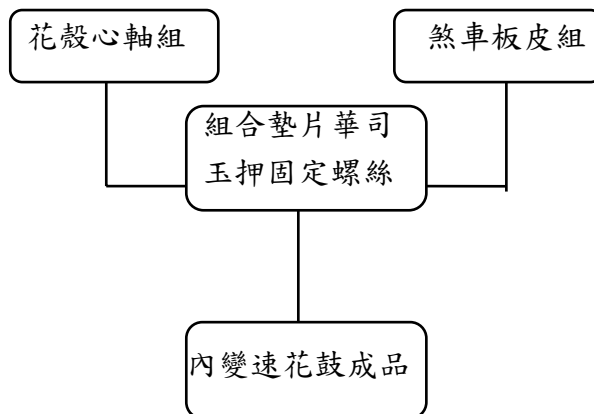 花殼心軸組
煞車板皮組
組合墊片華司
玉押固定螺絲
內變速花鼓成品